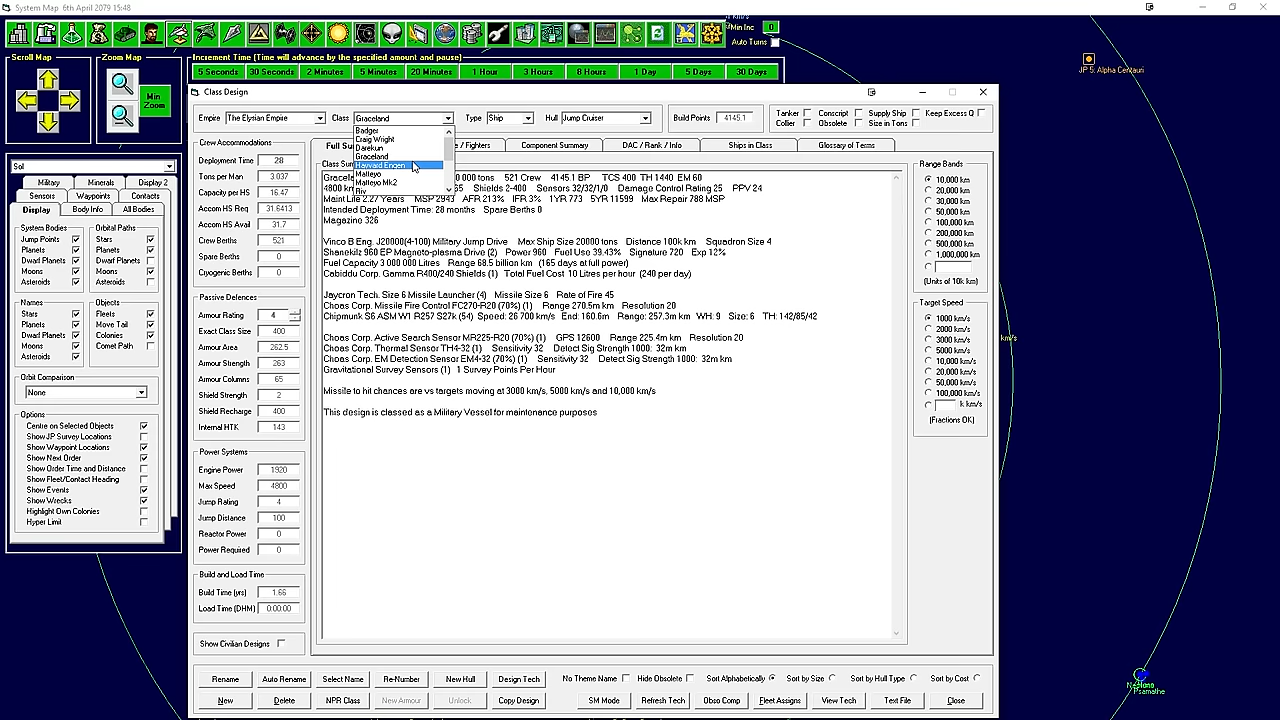 System Map 6th April 2079 15:48
km/s
Min Inc 0
Auto Turns
Scroll Map
Zoom Map
Min Zoom
Increment Time (Time will advance by the specified amount and pause)
5 Seconds 30 Seconds 2 Minutes 5 Minutes 20 Minutes 1 Hour 3 Hours 8 Hours 1 Day 5 Days 30 Days
JP 5: Alpha Centauri
Sol
Military Minerals Display 2
Sensors Waypoints Contacts
Display Body Info All Bodies
System Bodies
Jump Points
Planets
Dwarf Planets
Moons
Asteroids
Orbital Paths
Stars
Planets
Dwarf Planets
Moons
Asteroids
Names
Stars
Planets
Dwarf Planets
Moons
Asteroids
Objects
Fleets
Move Tail
Colonies
Comet Path
Orbit Comparison
None
Options
Centre on Selected Objects
Show JP Survey Locations
Show Waypoint Locations
Show Next Order
Show Order Time and Distance
Show Fleet/Contact Heading
Show Events
Show Wrecks
Highlight Own Colonies
Hyper Limit
Class Design
Empire The Elyrian Empire Class Graceland Type Ship Hull Jump Cruiser Build Points 4145.1
Tanker Conscript Supply Ship Keep Excess Q
Collier Obsolete Size in Tons
Badger
Craig Wright
Darekun
Graceland
Hayvard Engen
Malleyo
Malleyo Mk2
Riv
Crew Accommodations
Deployment Time 28
Tons per Man 3.037
Capacity per HS 16.47
Accom HS Req 31.6413
Accom HS Avail 31.7
Crew Berths 521
Spare Berths 0
Cryogenic Berths 0
Passive Defences
Armour Rating 4
Exact Class Size 400
Armour Area 262.5
Armour Strength 263
Armour Columns 65
Shield Strength 2
Shield Recharge 400
Internal HTK 143
Power Systems
Engine Power 1920
Max Speed 4800
Jump Rating 4
Jump Distance 100
Reactor Power 0
Power Required 0
Build and Load Time
Build Time (yrs) 1.66
Load Time (DHM) 0:00:00
Show Civilian Designs
Full Su e / Fighters Component Summary DAC / Rank / Info Ships in Class Glossary of Terms
Class Sum
Gracela 000 tons 521 Crew 4145.1 BP TCS 400 TH 1440 EM 60
4800 km 65 Shields 2-400 Sensors 32/32/1/0 Damage Control Rating 25 PPV 24
Maint Life 2.27 Years MSP 2943 AFR 213% IFR 3% 1YR 773 5YR 11599 Max Repair 788 MSP
Intended Deployment Time: 28 months Spare Berths 0
Magazine 326
Vinco B Eng. J20000(4-100) Military Jump Drive Max Ship Size 20000 tons Distance 100k km Squadron Size 4
Shanekilz 960 EP Magneto-plasma Drive (2) Power 960 Fuel Use 39.43% Signature 720 Exp 12%
Fuel Capacity 3 000 000 Litres Range 68.5 billion km (165 days at full power)
Cabiddu Corp. Gamma R400/240 Shields (1) Total Fuel Cost 10 Litres per hour (240 per day)
Jaycron Tech. Size 6 Missile Launcher (4) Missile Size 6 Rate of Fire 45
Choas Corp. Missile Fire Control FC270-R20 (70%) (1) Range 270.5m km Resolution 20
Chipmunk S6 ASM W1 R257 S27k (54) Speed: 26 700 km/s End: 160.6m Range: 257.3m km WH: 9 Size: 6 TH: 142/85/42
Choas Corp. Active Search Sensor MR225-R20 (70%) (1) GPS 12600 Range 225.4m km Resolution 20
Choas Corp. Thermal Sensor TH4-32 (1) Sensitivity 32 Detect Sig Strength 1000: 32m km
Choas Corp. EM Detection Sensor EM4-32 (70%) (1) Sensitivity 32 Detect Sig Strength 1000: 32m km
Gravitational Survey Sensors (1) 1 Survey Points Per Hour
Missile to hit chances are vs targets moving at 3000 km/s, 5000 km/s and 10,000 km/s
This design is classed as a Military Vessel for maintenance purposes
Range Bands
10,000 km
20,000 km
30,000 km
50,000 km
100,000 km
200,000 km
500,000 km
1,000,000 km
(Units of 10k km)
Target Speed
1000 km/s
2000 km/s
3000 km/s
5000 km/s
10,000 km/s
20,000 km/s
50,000 km/s
100,000 km/s
k km/s
(Fractions OK)
km/s
Psamathe
Rename Auto Rename Select Name Re-Number New Hull Design Tech No Theme Name Hide Obsolete Sort Alphabetically Sort by Size Sort by Hull Type Sort by Cost
New Delete NPR Class New Armour Unlock Copy Design SM Mode Refresh Tech Obso Comp Fleet Assigns View Tech Text File Close